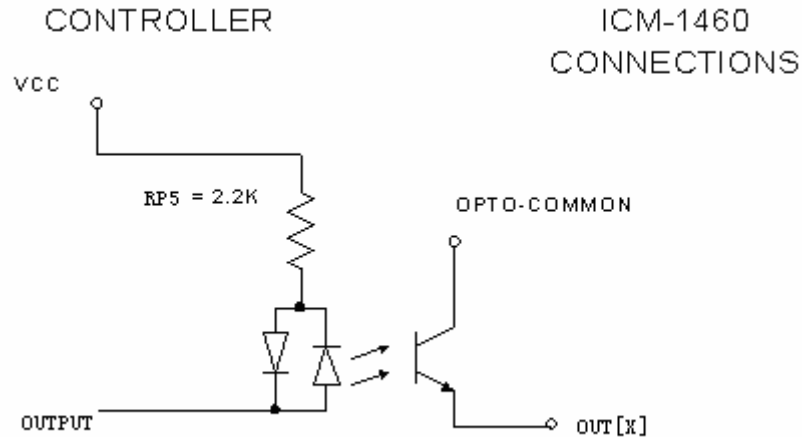 CONTROLLER
ICM-1460
CONNECTIONS
VCC
RP5 = 2.2K
OPTO-COMMON
OUTPUT
OUT[X]